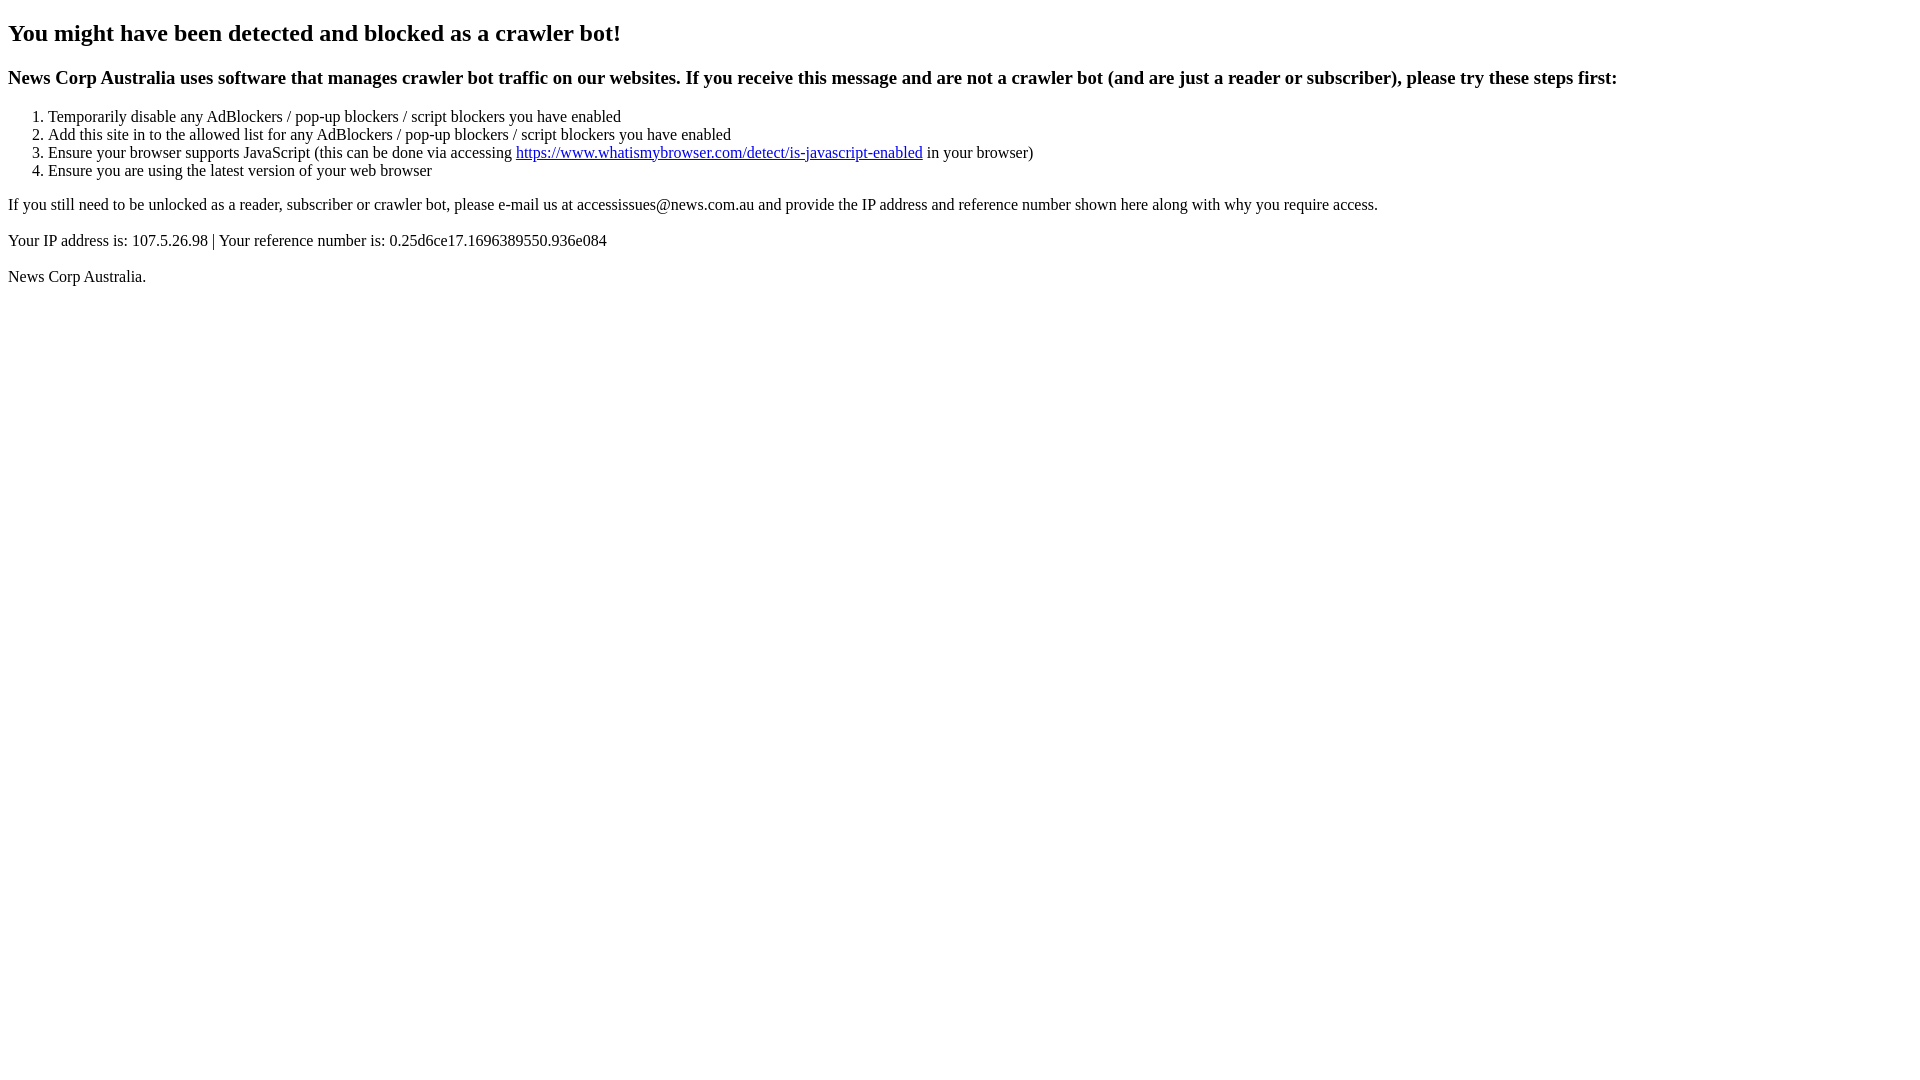 You might have been detected and blocked as a crawler bot!
News Corp Australia uses software that manages crawler bot traffic on our websites. If you receive this message and are not a crawler bot (and are just a reader or subscriber), please try these steps first:
1. Temporarily disable any AdBlockers / pop-up blockers / script blockers you have enabled
2. Add this site in to the allowed list for any AdBlockers / pop-up blockers / script blockers you have enabled
3. Ensure your browser supports JavaScript (this can be done via accessing https://www.whatismybrowser.com/detect/is-javascript-enabled in your browser)
4. Ensure you are using the latest version of your web browser
If you still need to be unlocked as a reader, subscriber or crawler bot, please e-mail us at accessissues@news.com.au and provide the IP address and reference number shown here along with why you require access.
Your IP address is: 107.5.26.98 | Your reference number is: 0.25d6ce17.1696389550.936e084
News Corp Australia.